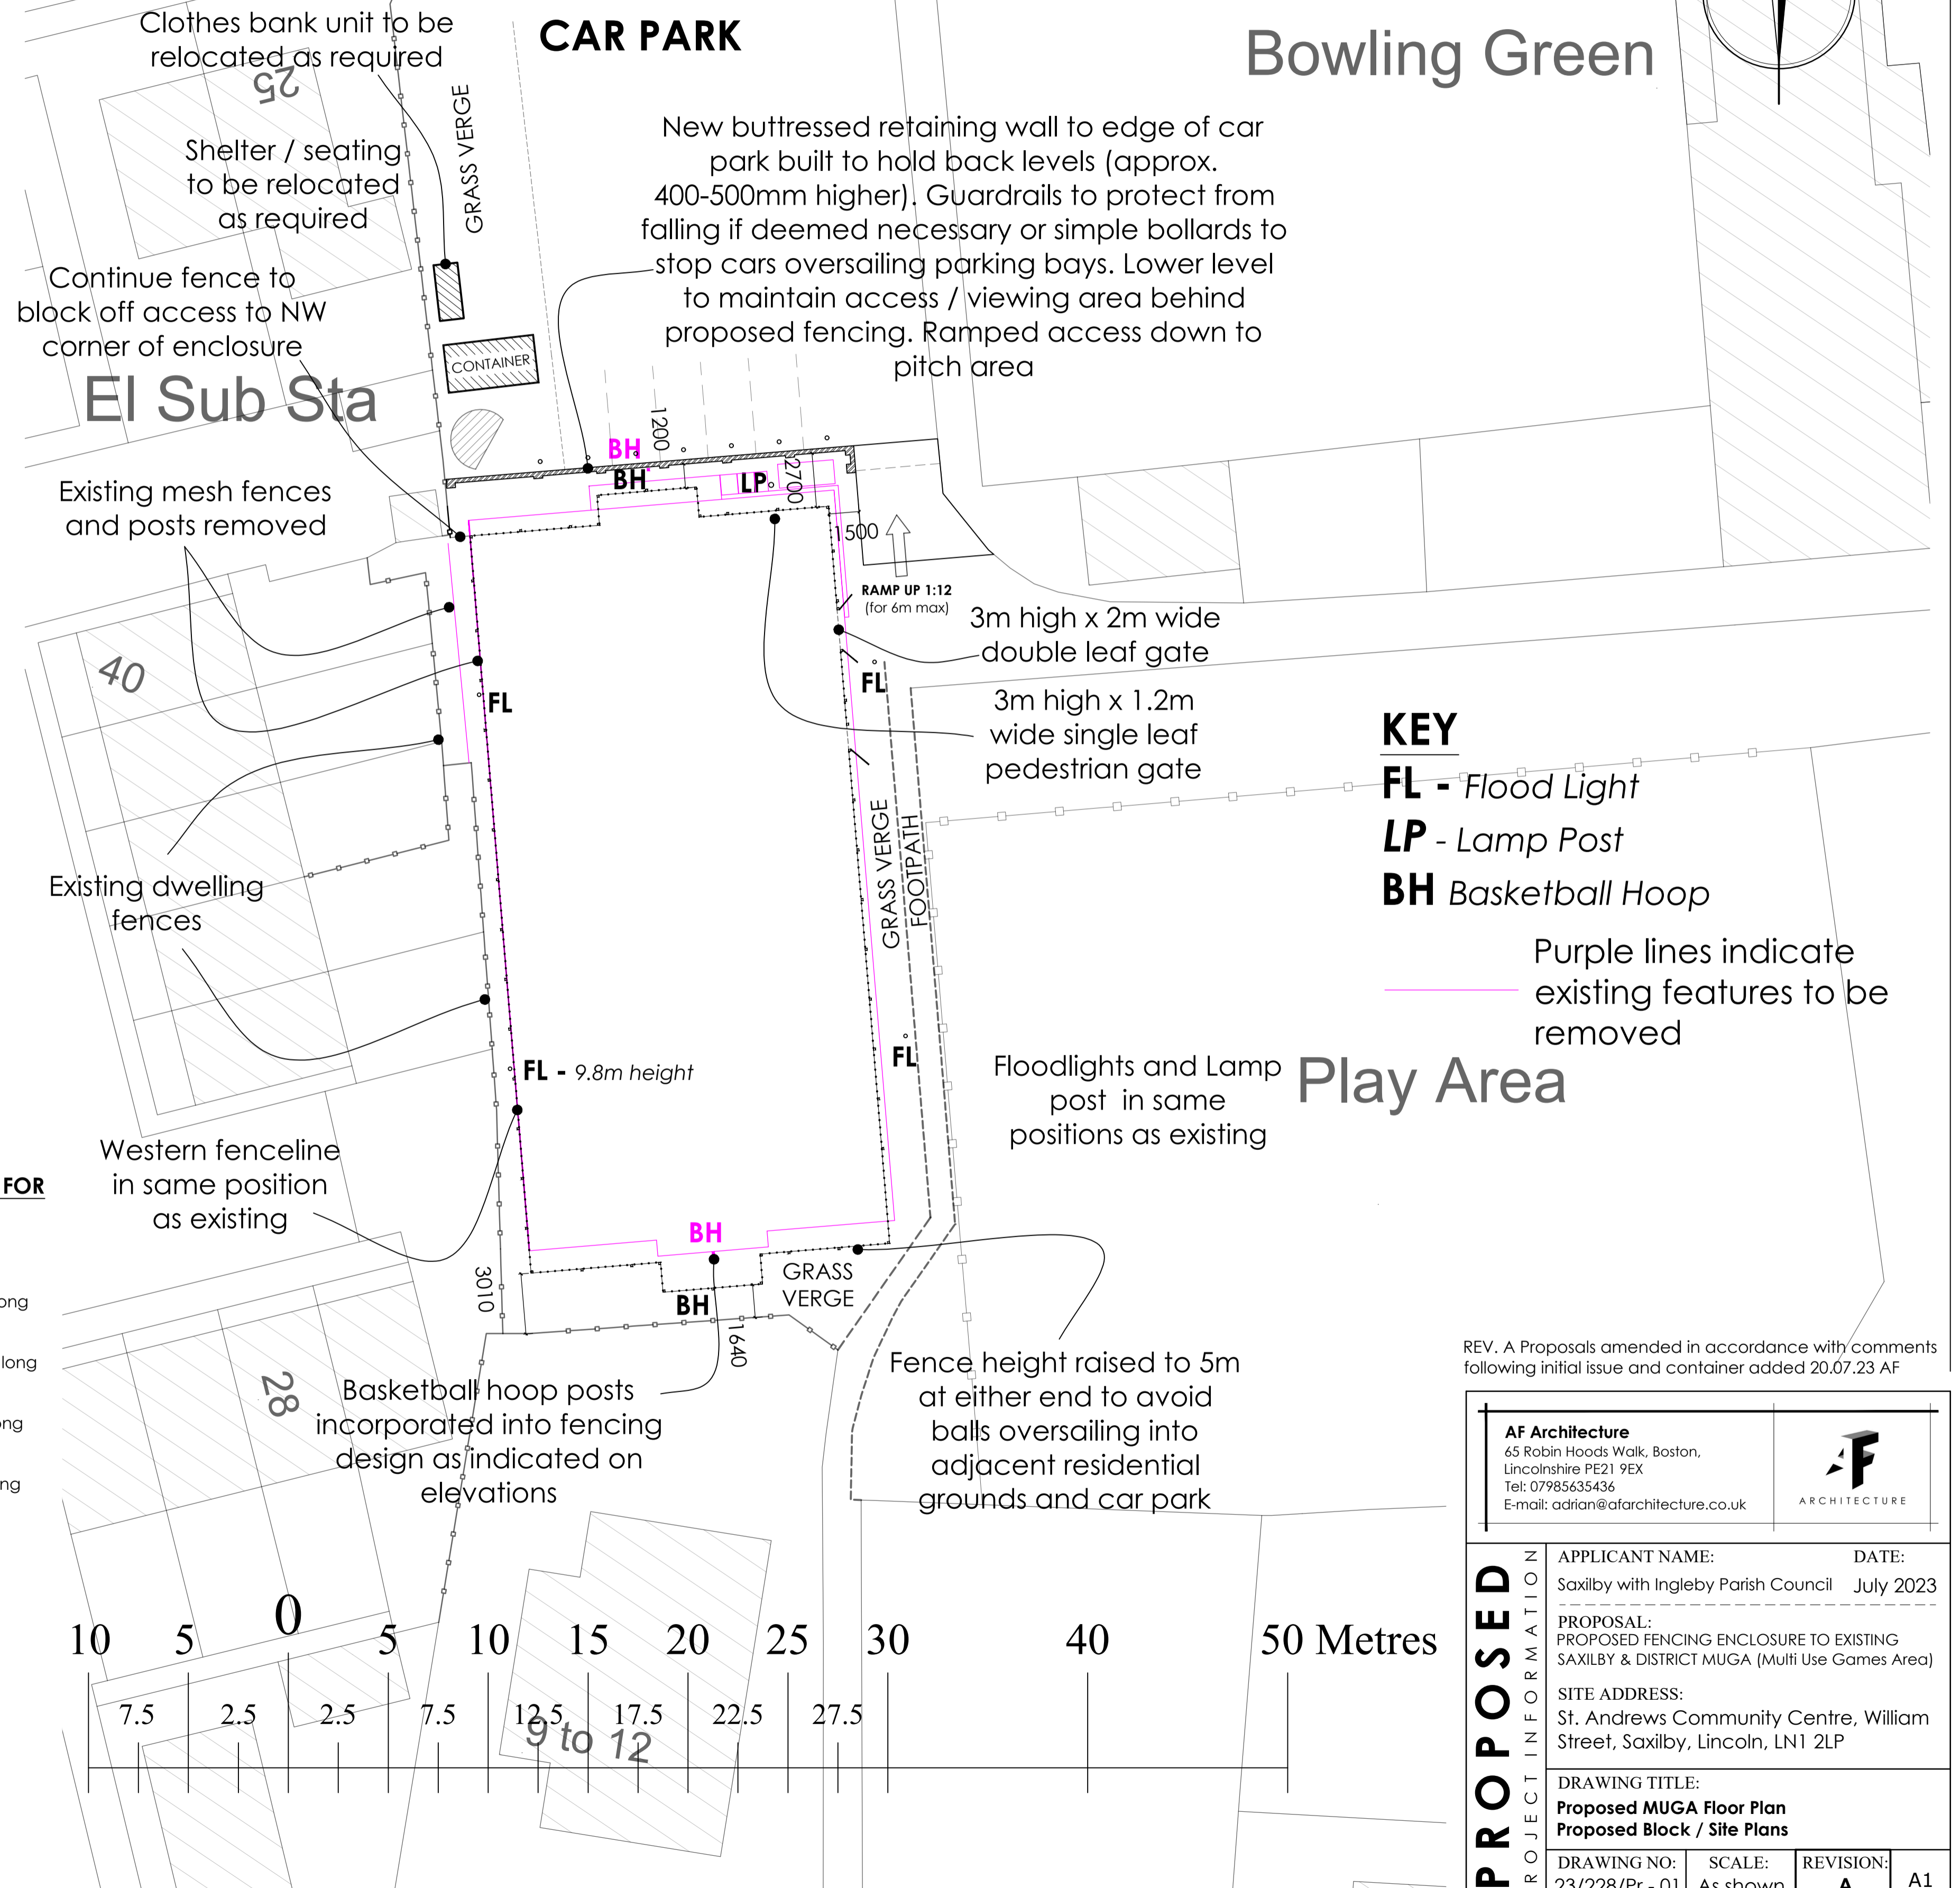 Clothes bank unit to be
relocated as required
CAR PARK
Bowling Green
25
GRASS VERGE
Shelter / seating
to be relocated
as required
New buttressed retaining wall to edge of car
park built to hold back levels (approx.
400-500mm higher). Guardrails to protect from
falling if deemed necessary or simple bollards to
stop cars oversailing parking bays. Lower level
to maintain access / viewing area behind
proposed fencing. Ramped access down to
pitch area
Continue fence to
block off access to NW
corner of enclosure
CONTAINER
El Sub Sta
1200
BH
BH
LP
2700
1500
Existing mesh fences
and posts removed
RAMP UP 1:12
(for 6m max)
3m high x 2m wide
double leaf gate
40
FL
FL
3m high x 1.2m
wide single leaf
pedestrian gate
KEY
FL - Flood Light
LP - Lamp Post
BH Basketball Hoop
Purple lines indicate
existing features to be
removed
GRASS VERGE
FOOTPATH
Existing dwelling
fences
FL - 9.8m height
FL
Floodlights and Lamp
post in same
positions as existing
Play Area
Western fenceline
in same position
as existing
FOR
BH
GRASS
VERGE
3010
BH
1640
ong
long
ong
ng
28
Basketball hoop posts
incorporated into fencing
design as indicated on
elevations
Fence height raised to 5m
at either end to avoid
balls oversailing into
adjacent residential
grounds and car park
REV. A Proposals amended in accordance with comments
following initial issue and container added 20.07.23 AF
AF Architecture
65 Robin Hoods Walk, Boston,
Lincolnshire PE21 9EX
Tel: 07985635436
E-mail: adrian@afarchitecture.co.uk
AF
ARCHITECTURE
PROPOSED
ROJECT INFORMATION
APPLICANT NAME: DATE:
Saxilby with Ingleby Parish Council July 2023
PROPOSAL:
PROPOSED FENCING ENCLOSURE TO EXISTING
SAXILBY & DISTRICT MUGA (Multi Use Games Area)
SITE ADDRESS:
St. Andrews Community Centre, William
Street, Saxilby, Lincoln, LN1 2LP
DRAWING TITLE:
Proposed MUGA Floor Plan
Proposed Block / Site Plans
DRAWING NO: SCALE: REVISION:
23/228/Pr - 01 As shown A A1
10 5 0 5 10 15 20 25 30 40 50 Metres
7.5 2.5 2.5 7.5 12.5 17.5 22.5 27.5
9 to 12